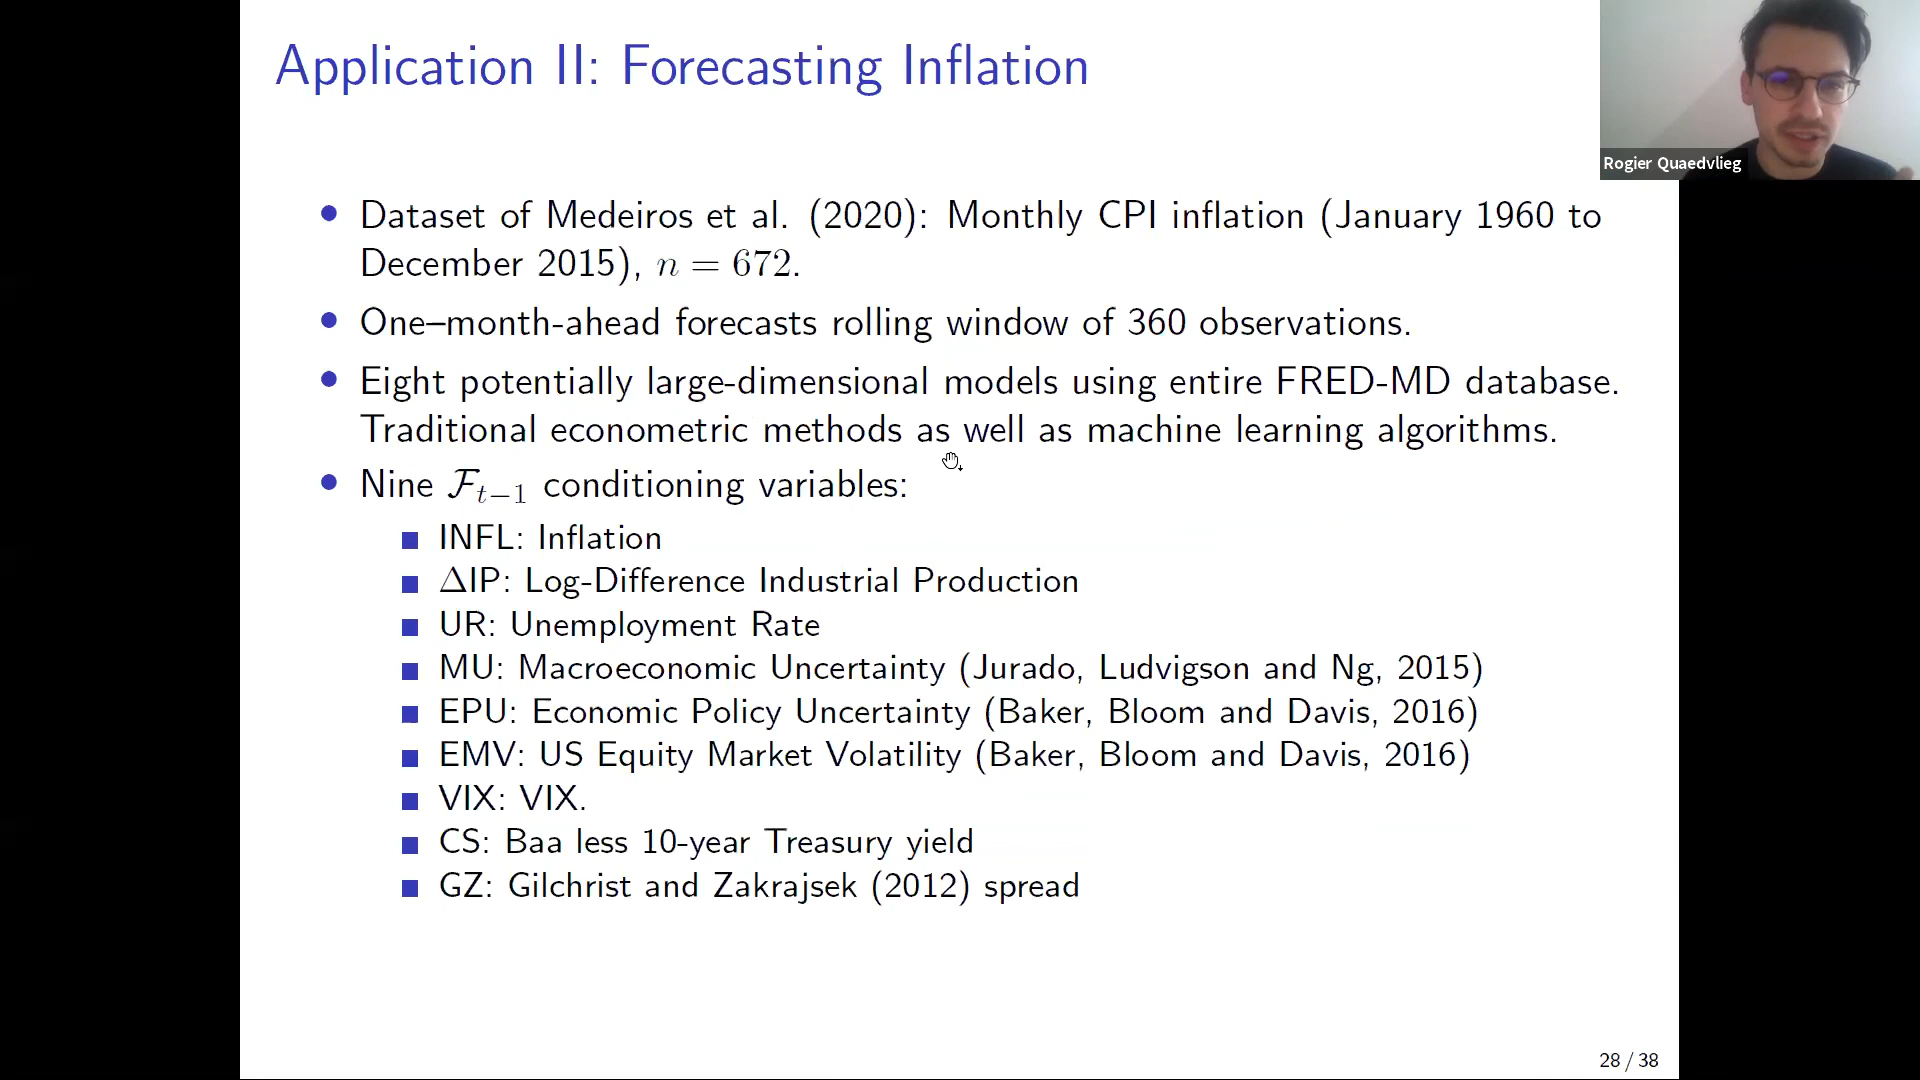 Application II: Forecasting Inflation
Rogier Quaedvlieg
• Dataset of Medeiros et al. (2020): Monthly CPI inflation (January 1960 to
December 2015), n = 672.
• One–month-ahead forecasts rolling window of 360 observations.
• Eight potentially large-dimensional models using entire FRED-MD database.
Traditional econometric methods as well as machine learning algorithms.
• Nine ℱₜ₋₁ conditioning variables:
■ INFL: Inflation
■ ΔIP: Log-Difference Industrial Production
■ UR: Unemployment Rate
■ MU: Macroeconomic Uncertainty (Jurado, Ludvigson and Ng, 2015)
■ EPU: Economic Policy Uncertainty (Baker, Bloom and Davis, 2016)
■ EMV: US Equity Market Volatility (Baker, Bloom and Davis, 2016)
■ VIX: VIX.
■ CS: Baa less 10-year Treasury yield
■ GZ: Gilchrist and Zakrajsek (2012) spread
28 / 38